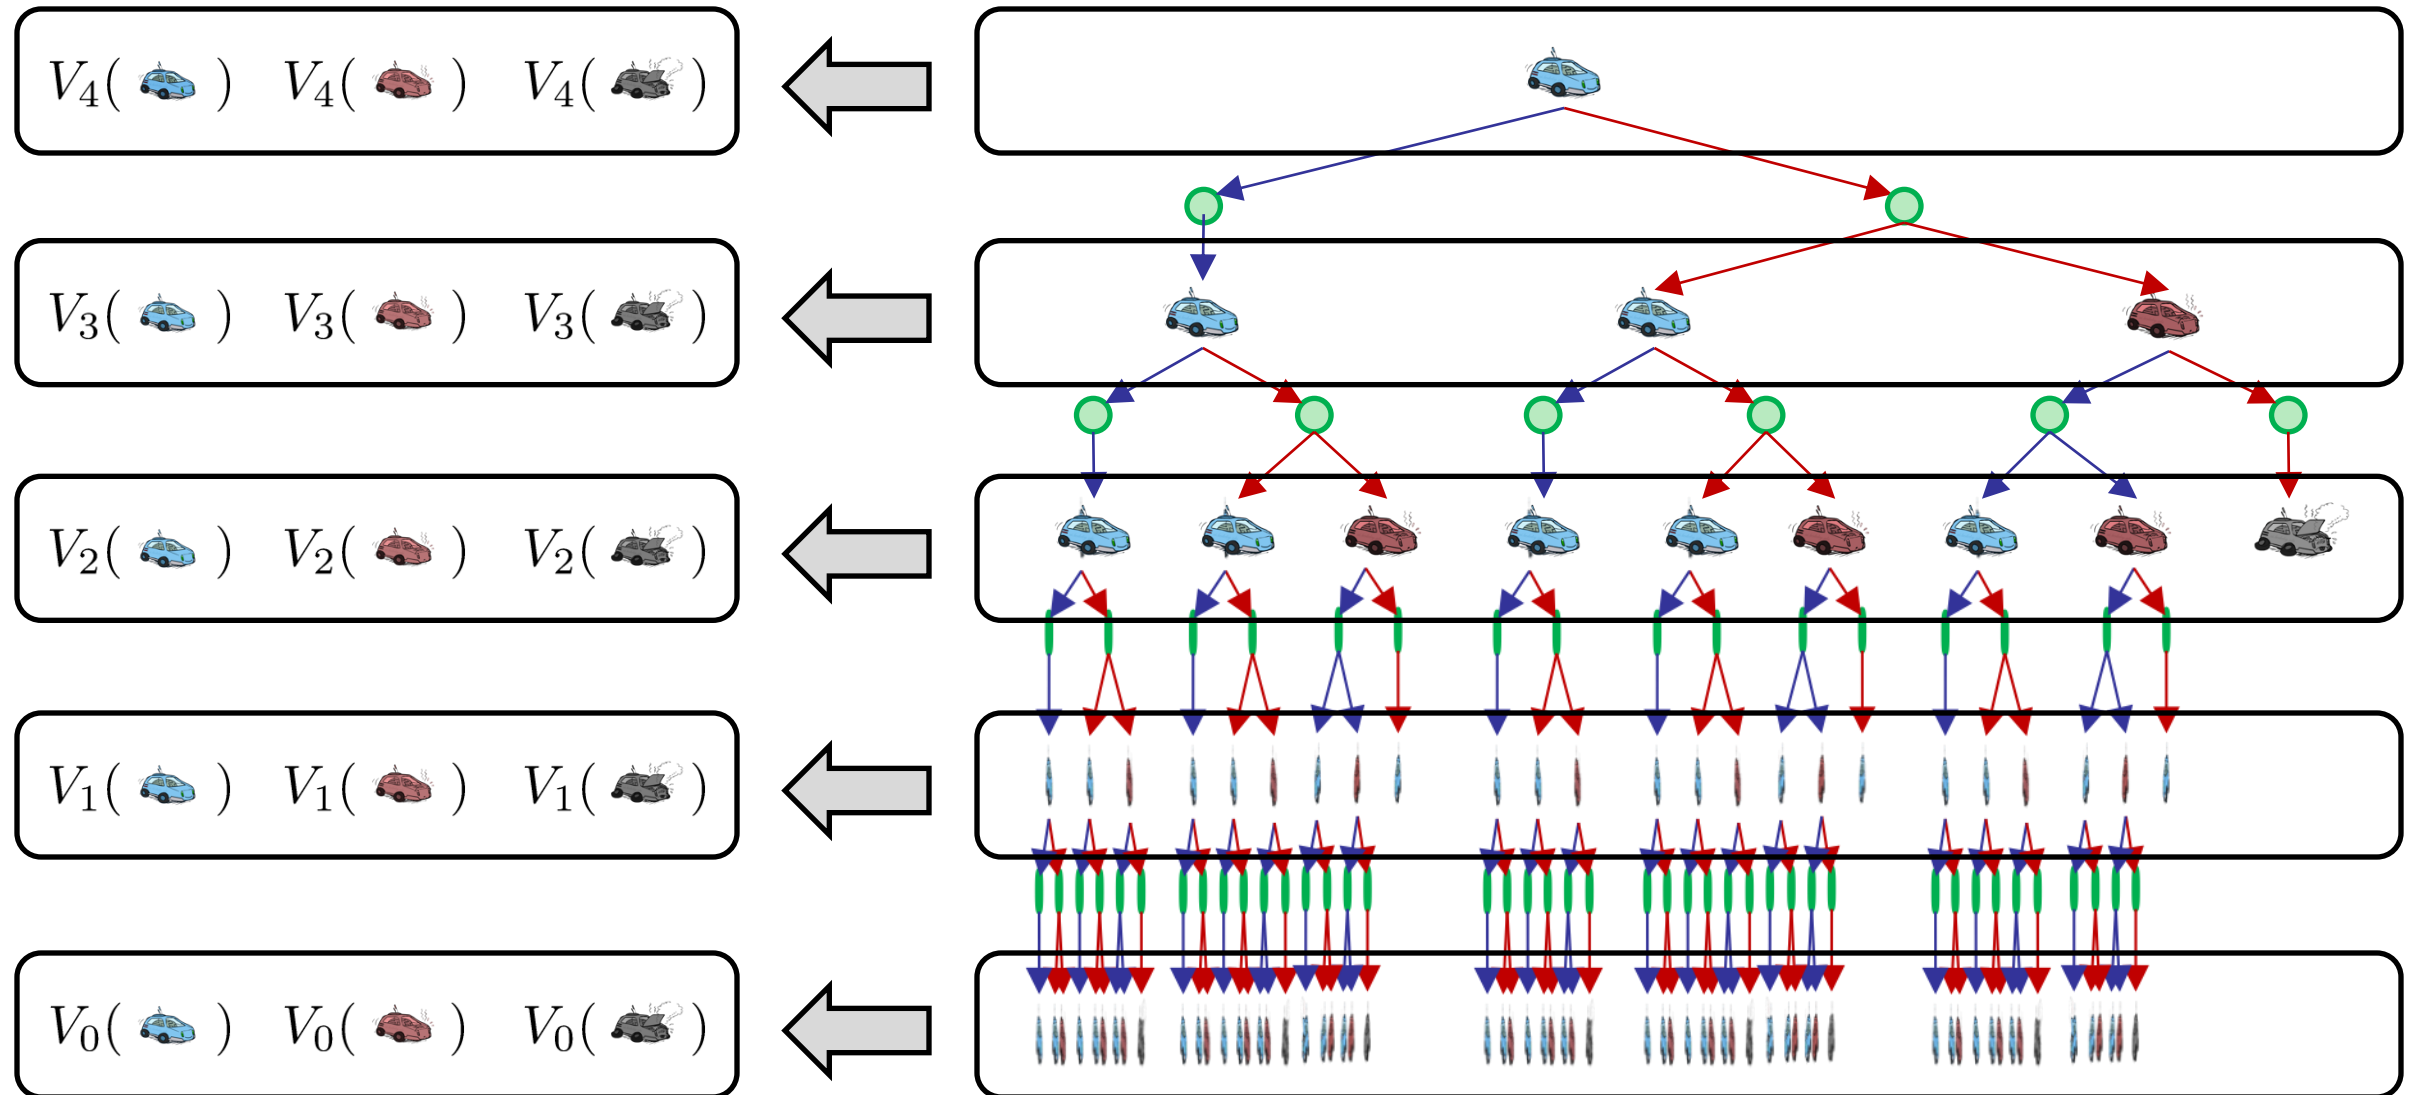 V₄( ) V₄( ) V₄( )
V₃( ) V₃( ) V₃( )
V₂( ) V₂( ) V₂( )
V₁( ) V₁( ) V₁( )
V₀( ) V₀( ) V₀( )